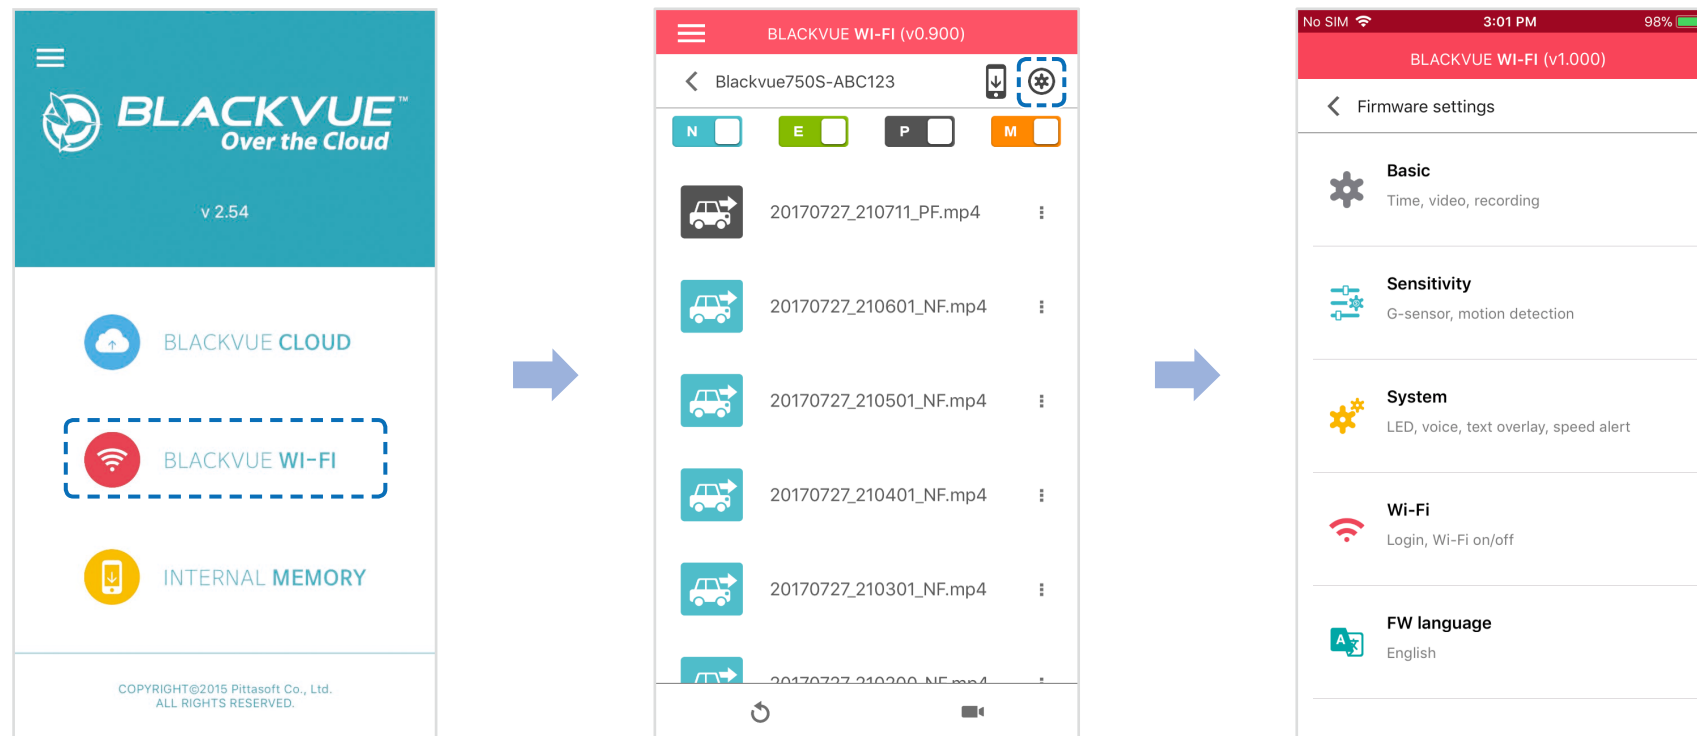 BLACKVUE™
Over the Cloud
v 2.54
BLACKVUE CLOUD
BLACKVUE WI-FI
INTERNAL MEMORY
COPYRIGHT©2015 Pittasoft Co., Ltd.
ALL RIGHTS RESERVED.
BLACKVUE WI-FI (v0.900)
Blackvue750S-ABC123
N E P M
20170727_210711_PF.mp4
20170727_210601_NF.mp4
20170727_210501_NF.mp4
20170727_210401_NF.mp4
20170727_210301_NF.mp4
20170727_210200_NF.mp4
No SIM 3:01 PM 98%
BLACKVUE WI-FI (v1.000)
Firmware settings
Basic
Time, video, recording
Sensitivity
G-sensor, motion detection
System
LED, voice, text overlay, speed alert
Wi-Fi
Login, Wi-Fi on/off
A
FW language
English